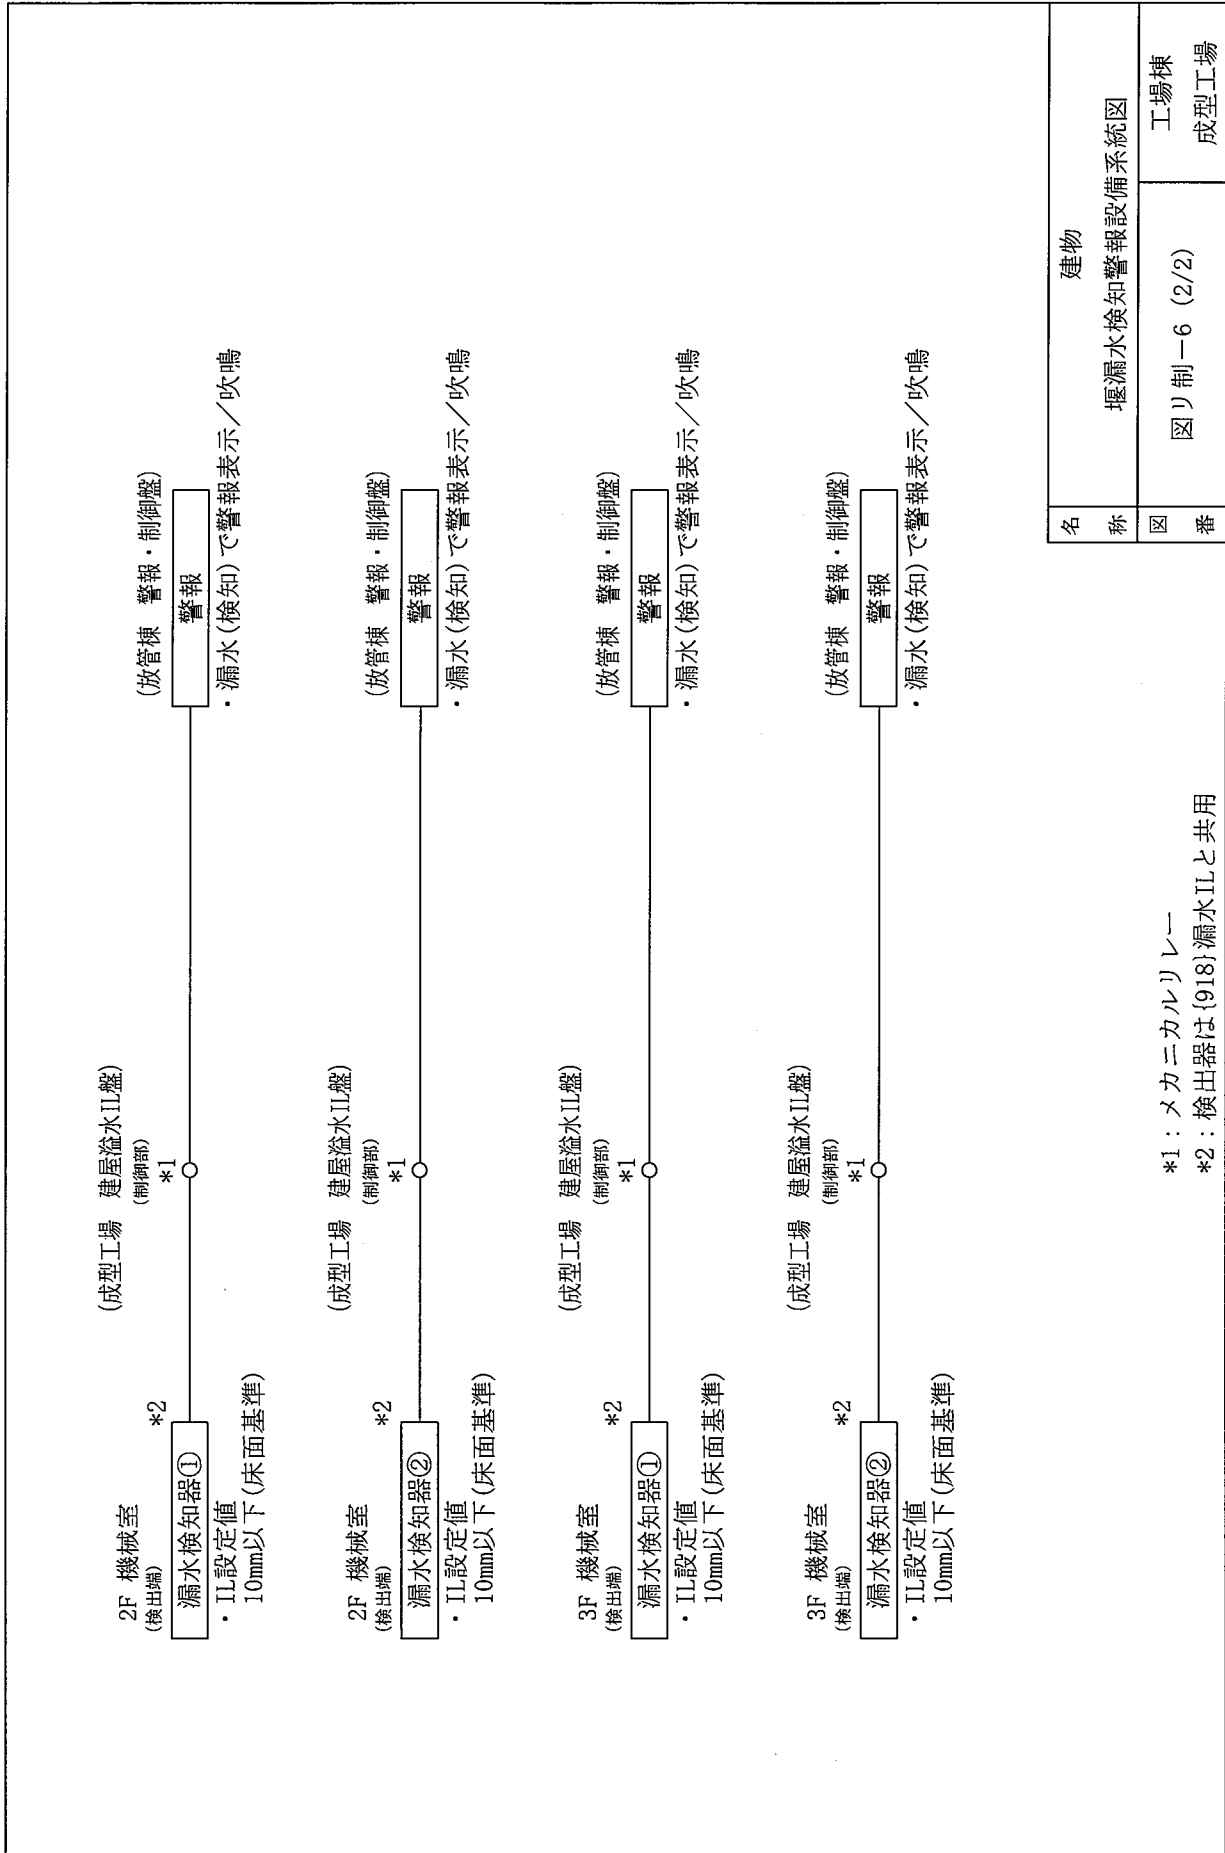 2F 機械室
(検出端)
漏水検知器① *2
・IL設定値
10mm以下(床面基準)
(成型工場 建屋溢水IL盤)
(制御部)
*1
(放管棟 警報・制御盤)
警報
・漏水(検知)で警報表示／吹鳴
2F 機械室
(検出端)
漏水検知器② *2
・IL設定値
10mm以下(床面基準)
(成型工場 建屋溢水IL盤)
(制御部)
*1
(放管棟 警報・制御盤)
警報
・漏水(検知)で警報表示／吹鳴
3F 機械室
(検出端)
漏水検知器① *2
・IL設定値
10mm以下(床面基準)
(成型工場 建屋溢水IL盤)
(制御部)
*1
(放管棟 警報・制御盤)
警報
・漏水(検知)で警報表示／吹鳴
3F 機械室
(検出端)
漏水検知器② *2
・IL設定値
10mm以下(床面基準)
(成型工場 建屋溢水IL盤)
(制御部)
*1
(放管棟 警報・制御盤)
警報
・漏水(検知)で警報表示／吹鳴
*1：メカニカルリレー
*2：検出器は{918}漏水ILと共用
名称
建物
堰漏水検知警報設備系統図
図番
図リ制－6 (2/2)
工場棟
成型工場